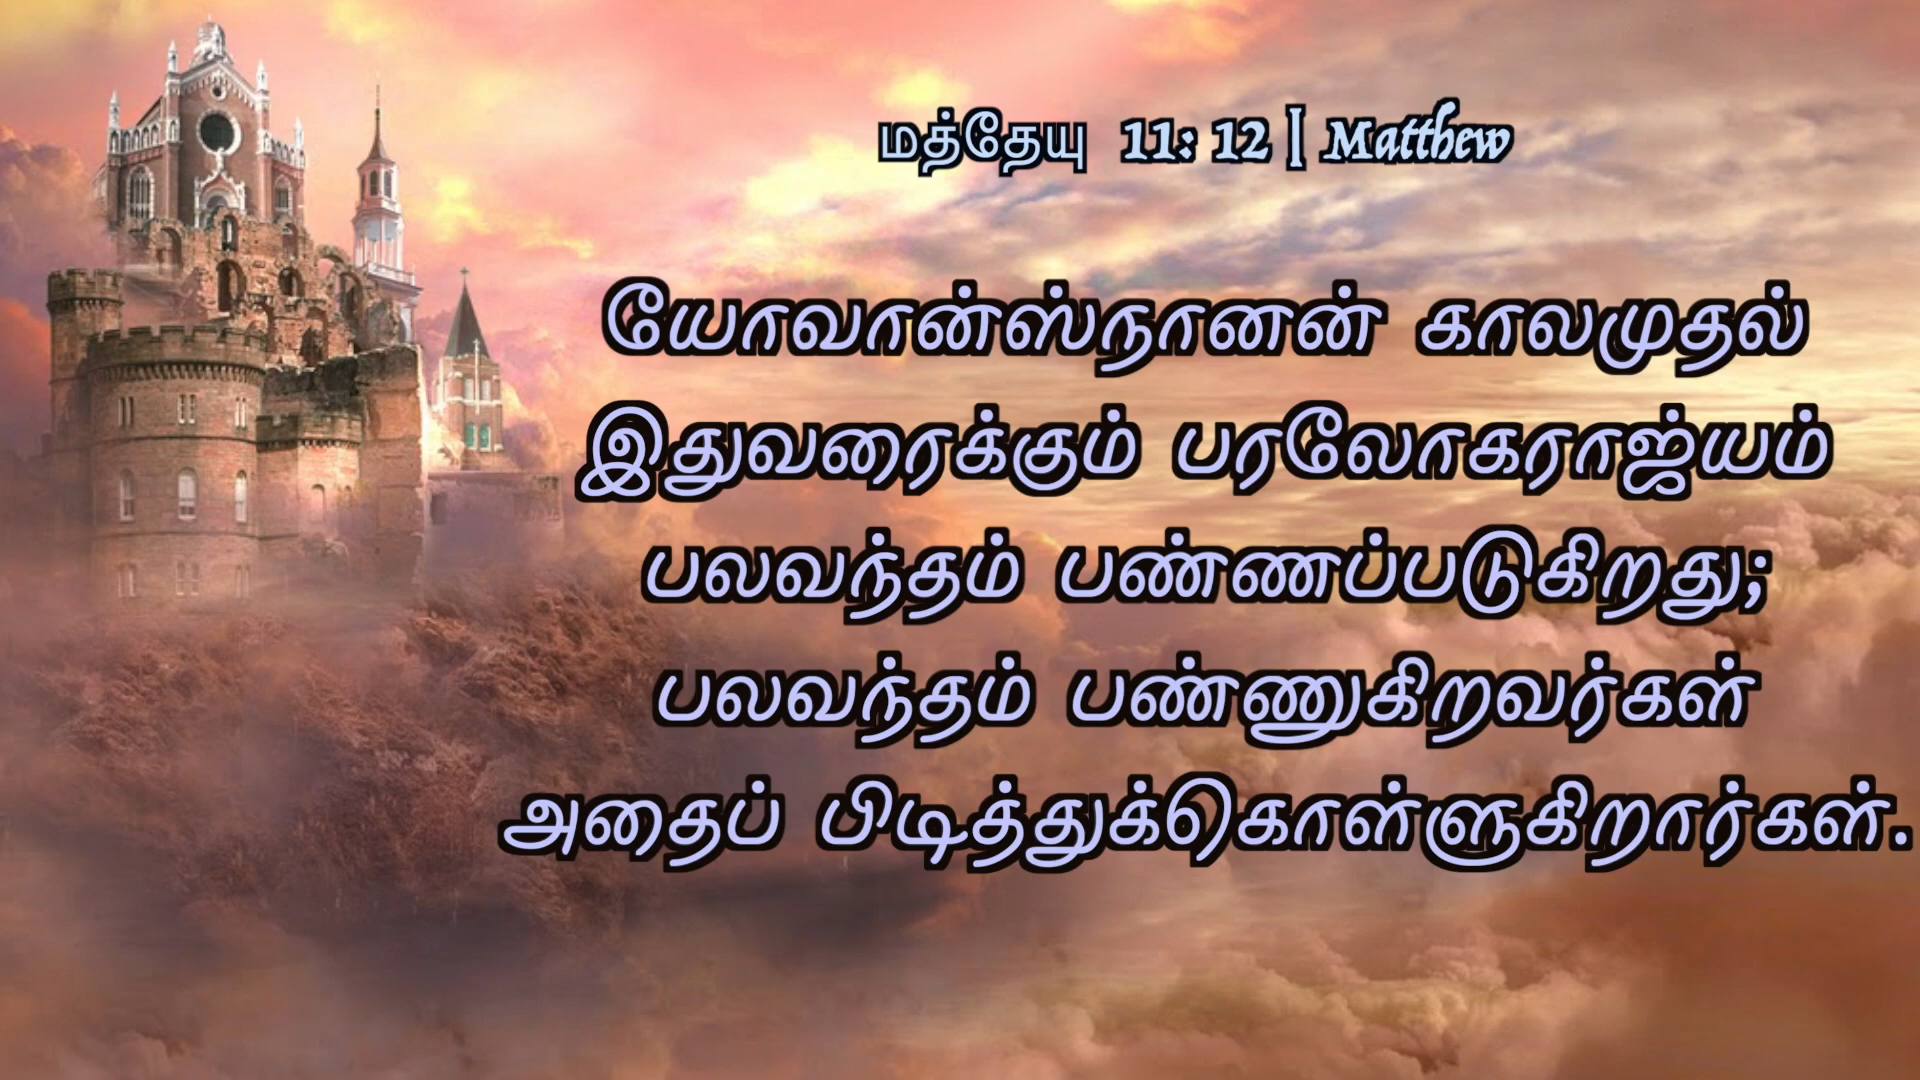 மத்தேயு 11: 12 | Matthew
யோவான்ஸ்நானன் காலமுதல்
இதுவரைக்கும் பரலோகராஜ்யம்
பலவந்தம் பண்ணப்படுகிறது;
பலவந்தம் பண்ணுகிறவர்கள்
அதைப் பிடித்துக்கொள்ளுகிறார்கள்.